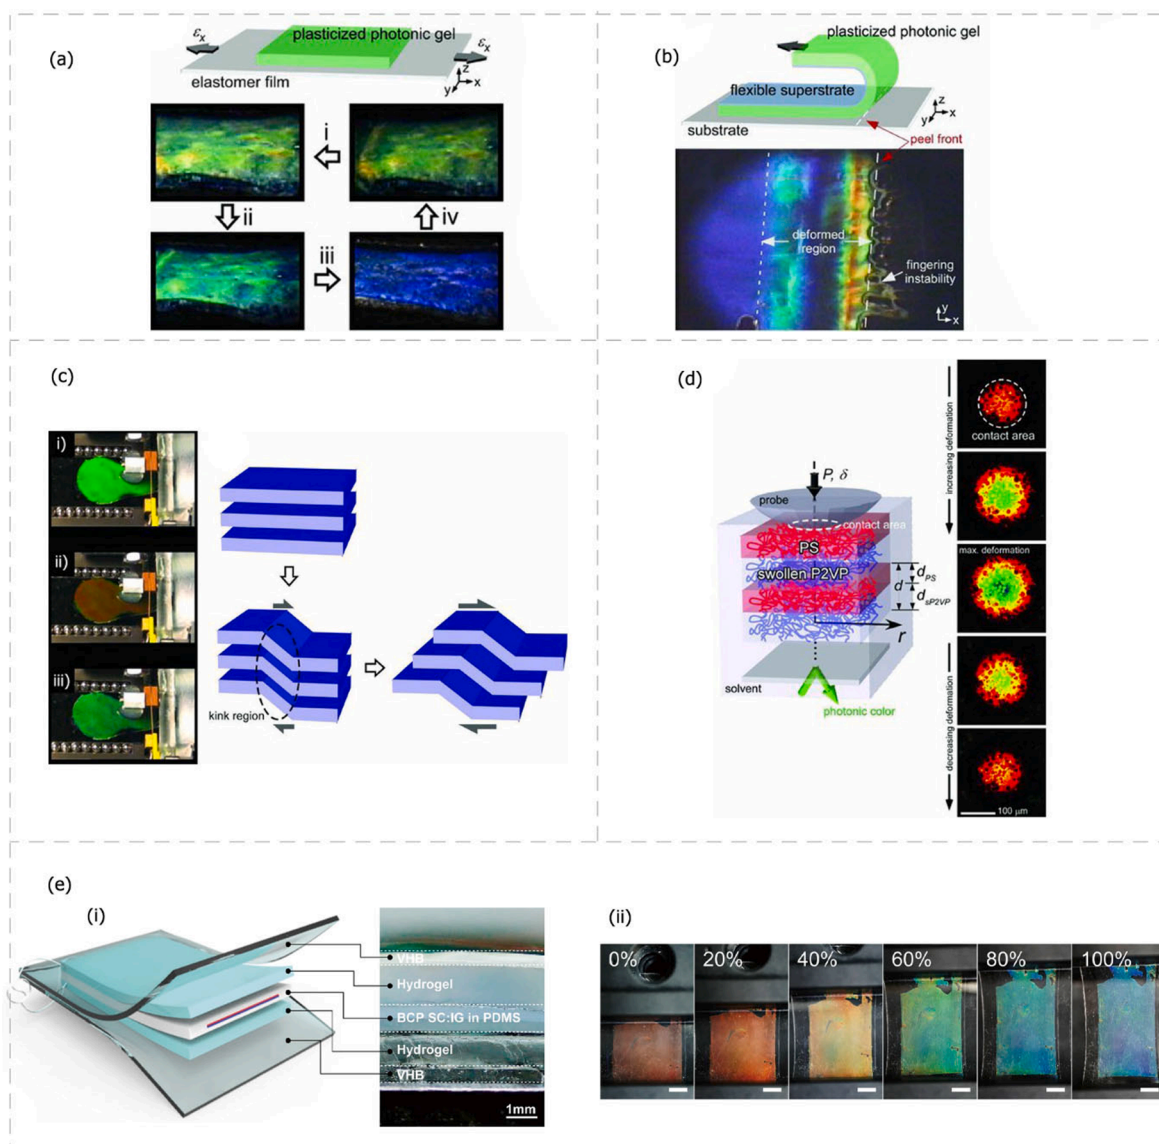 (a)
εx
plasticized photonic gel
εx
elastomer film
z
y
x
i
ii
iii
iv
(b)
plasticized photonic gel
flexible superstrate
substrate
z
y
x
peel front
deformed
region
fingering
instability
y
x
(c)
i)
ii)
iii)
kink region
(d)
P, δ
probe
contact area
PS
swollen P2VP
d
dPS
dsP2VP
r
solvent
photonic color
increasing deformation
decreasing deformation
contact area
max. deformation
100 μm
(e)
(i)
VHB
Hydrogel
BCP SC:IG in PDMS
Hydrogel
VHB
1mm
(ii)
0%
20%
40%
60%
80%
100%